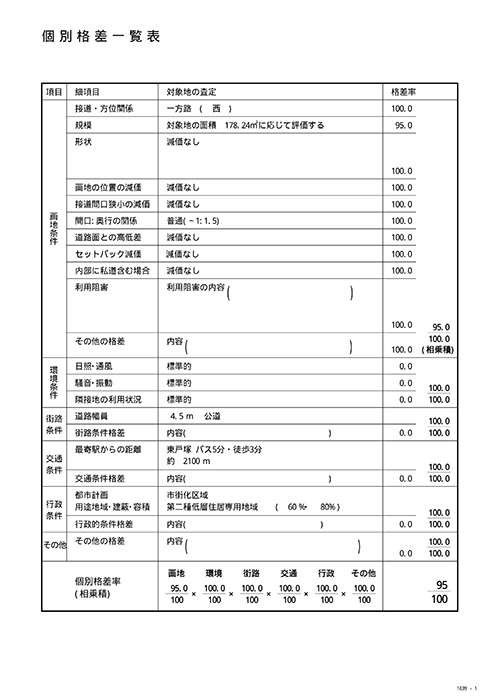 個別格差一覧表
項目 細項目 対象地の査定 格差率
画地条件
接道・方位関係 一方路 ( 西 ) 100.0
規模 対象地の面積 178.24㎡に応じて評価する 95.0
形状 減価なし
100.0
画地の位置の減価 減価なし 100.0
接道間口狭小の減価 減価なし 100.0
間口:奥行の関係 普通( ~1:1.5) 100.0
道路面との高低差 減価なし 100.0
セットバック減価 減価なし 100.0
内部に私道含む場合 減価なし 100.0
利用阻害 利用阻害の内容 ( )
100.0 95.0
その他の格差 内容 ( ) 100.0
100.0 (相乗積)
環境条件
日照・通風 標準的 0.0
騒音・振動 標準的 0.0 100.0
隣接地の利用状況 標準的 0.0 100.0
街路条件
道路幅員 4.5m 公道 100.0
街路条件格差 内容( ) 0.0 100.0
交通条件
最寄駅からの距離 東戸塚 バス5分・徒歩3分
約 2100m 100.0
交通条件格差 内容( ) 0.0 100.0
行政条件
都市計画 市街化区域
用途地域・建蔽・容積 第二種低層住居専用地域 ( 60%・ 80%) 100.0
行政的条件格差 内容( ) 0.0 100.0
その他 その他の格差 内容 ( ) 100.0
0.0 100.0
画地 環境 街路 交通 行政 その他
個別格差率 95.0 × 100.0 × 100.0 × 100.0 × 100.0 × 100.0 95
(相乗積) 100 100 100 100 100 100 100
1639 - 1